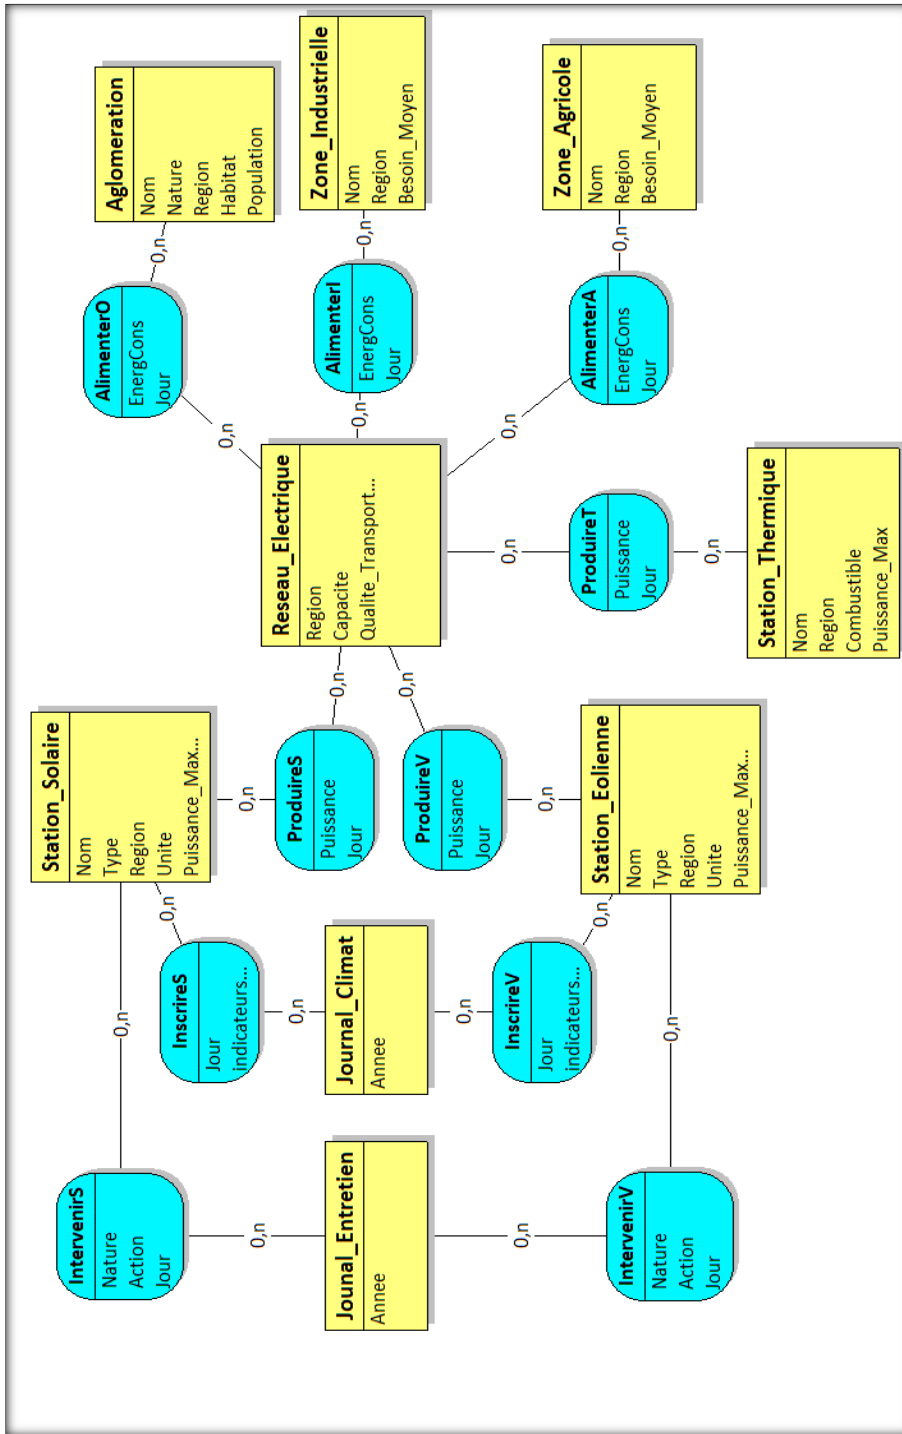 IntervenirS
Nature
Action
Jour
0,n
Station_Solaire
Nom
Type
Region
Unite
Puissance_Max...
0,n
InscrireS
Jour
indicateurs...
0,n
0,n
ProduireS
Puissance
Jour
0,n
AlimenterO
EnergCons
Jour
0,n
0,n
Aglomeration
Nom
Nature
Region
Habitat
Population
0,n
Jounal_Entretien
Annee
0,n
Journal_Climat
Annee
0,n
Reseau_Electrique
Region
Capacite
Qualite_Transport...
0,n
AlimenterI
EnergCons
Jour
0,n
Zone_Industrielle
Nom
Region
Besoin_Moyen
0,n
ProduireV
Puissance
Jour
0,n
InscrireV
Jour
indicateurs...
0,n
IntervenirV
Nature
Action
Jour
0,n
Station_Eolienne
Nom
Type
Region
Unite
Puissance_Max...
0,n
ProduireT
Puissance
Jour
0,n
Station_Thermique
Nom
Region
Combustible
Puissance_Max
0,n
AlimenterA
EnergCons
Jour
0,n
Zone_Agricole
Nom
Region
Besoin_Moyen